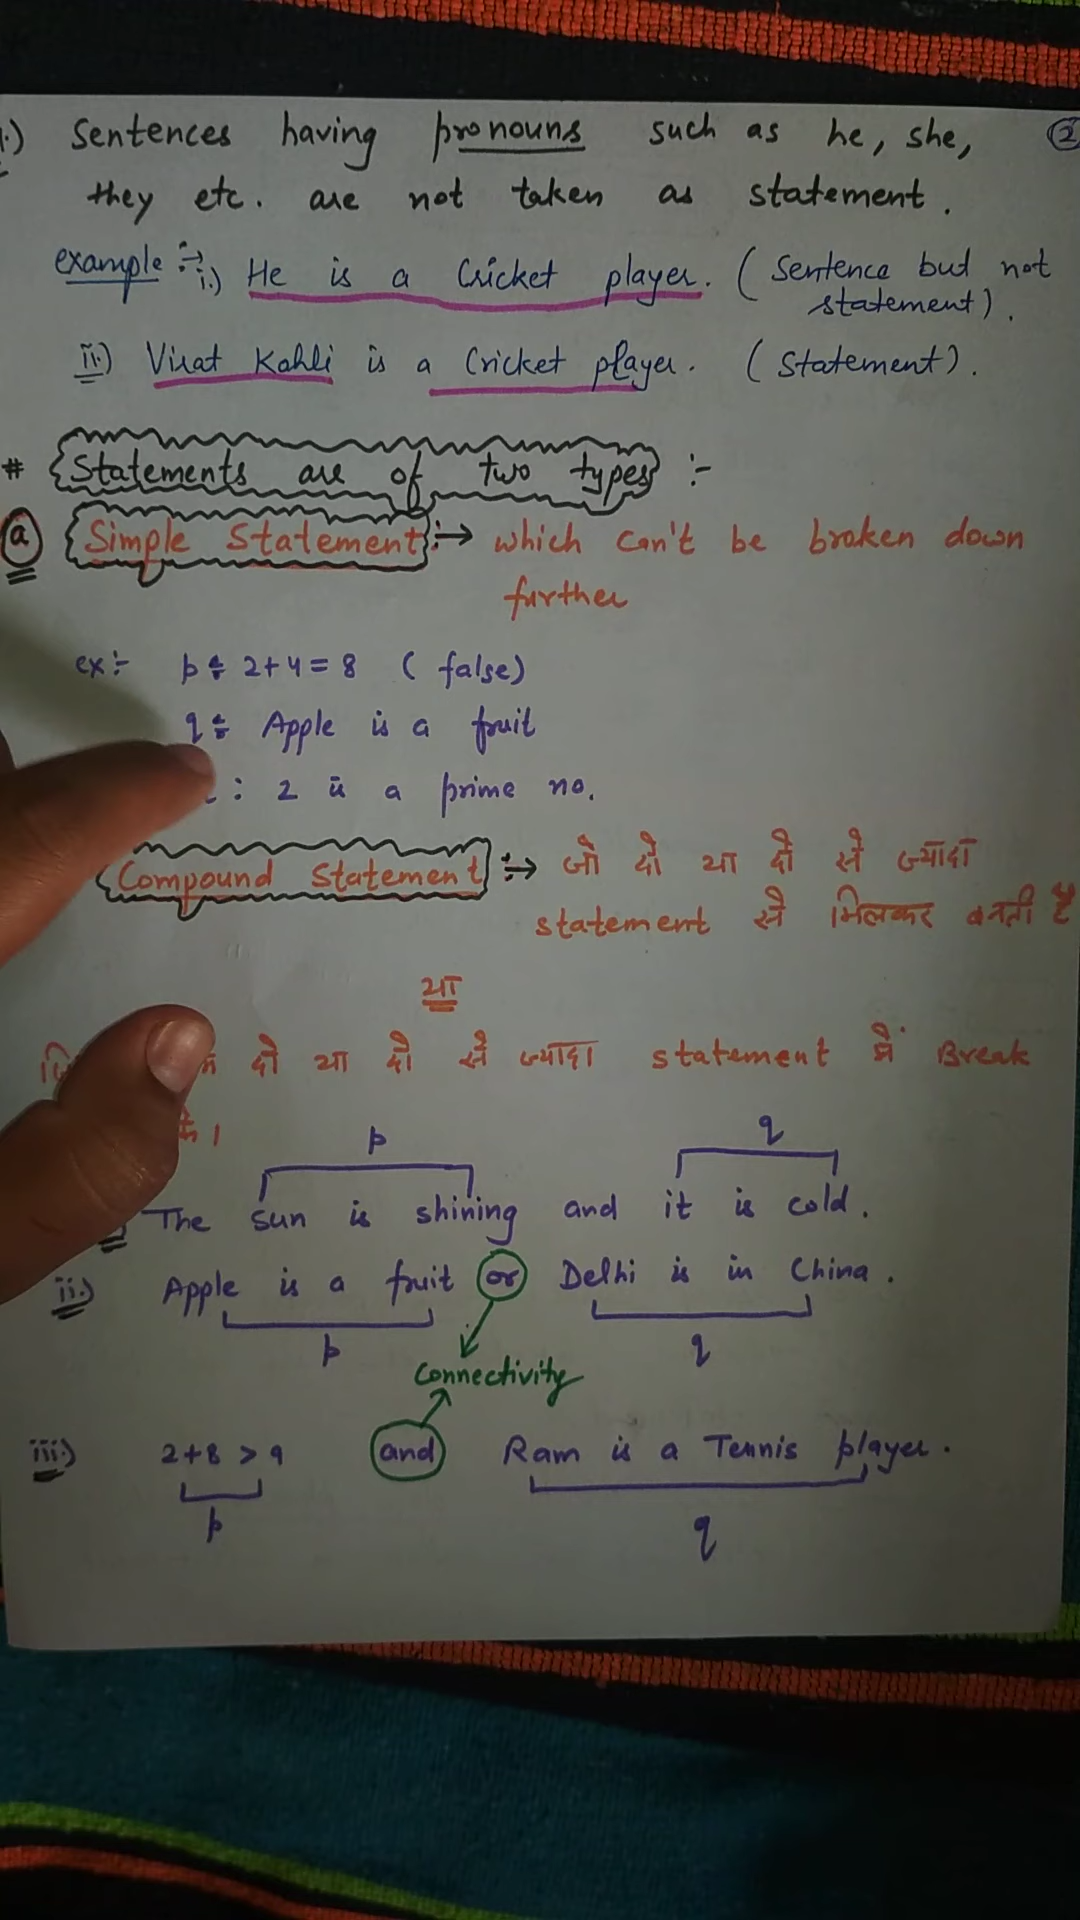 ②
.) Sentences having pronouns such as he, she,
they etc. are not taken as statement.
example :→ i.) He is a Cricket player. (Sentence but not
statement).
ii.) Virat Kohli is a Cricket player. (Statement).
# Statements are of two types :-
ⓐ Simple Statement :→ which can't be broken down
further
ex :- p : 2+4=8 (false)
q : Apple is a fruit
: 2 is a prime no.
Compound Statement :→ जो दो या दो से ज्यादा
statement से मिलकर बनती है
या
दो या दो से ज्यादा statement में Break
p q
The sun is shining and it is cold.
ii.) Apple is a fruit or Delhi is in China.
p q
Connectivity
iii.) 2+8 > 9 and Ram is a Tennis player.
p q